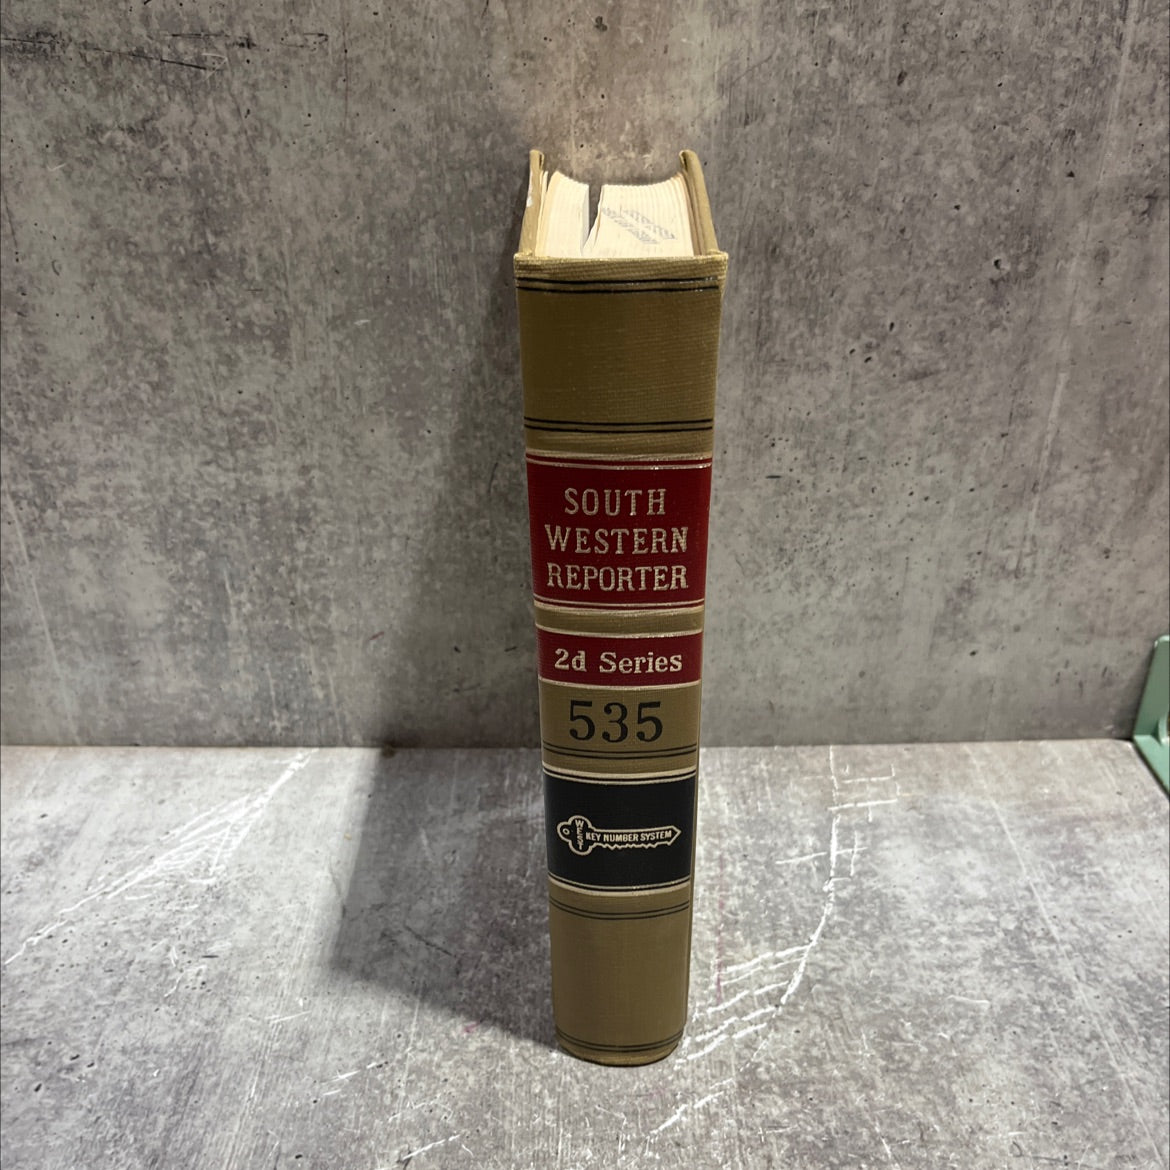 SOUTH
WESTERN
REPORTER
2d Series
535
WEST
KEY NUMBER SYSTEM